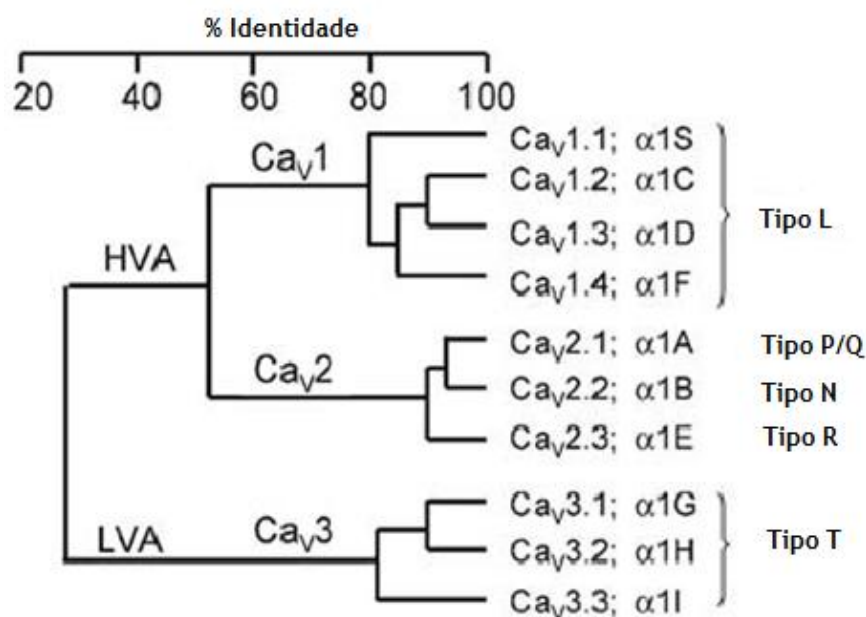 % Identidade
20 40 60 80 100
Cav1.1; α1S
Cav1
Cav1.2; α1C
Cav1.3; α1D
Tipo L
HVA
Cav1.4; α1F
Cav2.1; α1A Tipo P/Q
Cav2
Cav2.2; α1B Tipo N
Cav2.3; α1E Tipo R
Cav3.1; α1G
LVA
Cav3
Cav3.2; α1H Tipo T
Cav3.3; α1I